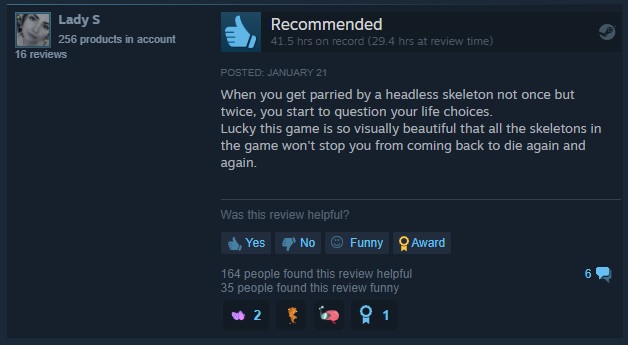 Lady S
256 products in account
16 reviews
Recommended
41.5 hrs on record (29.4 hrs at review time)
POSTED: JANUARY 21
When you get parried by a headless skeleton not once but
twice, you start to question your life choices.
Lucky this game is so visually beautiful that all the skeletons in
the game won't stop you from coming back to die again and
again.
Was this review helpful?
Yes No Funny Award
164 people found this review helpful
35 people found this review funny
6
2 1